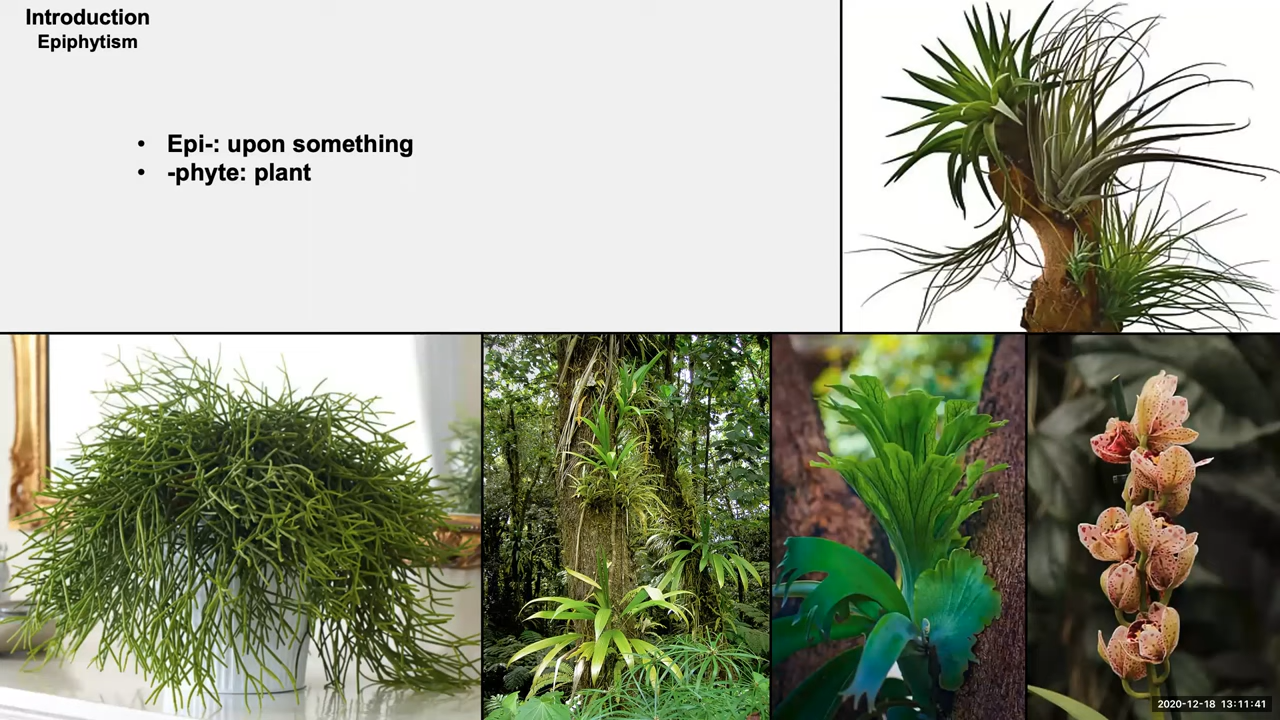 Introduction
Epiphytism
• Epi-: upon something
• -phyte: plant
2020-12-18 13:11:41